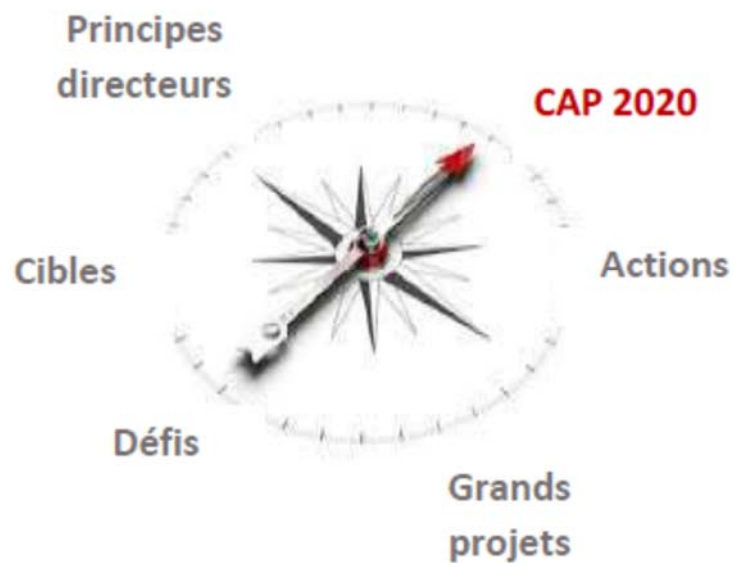 Principes
directeurs
CAP 2020
Cibles
Actions
Défis
Grands
projets